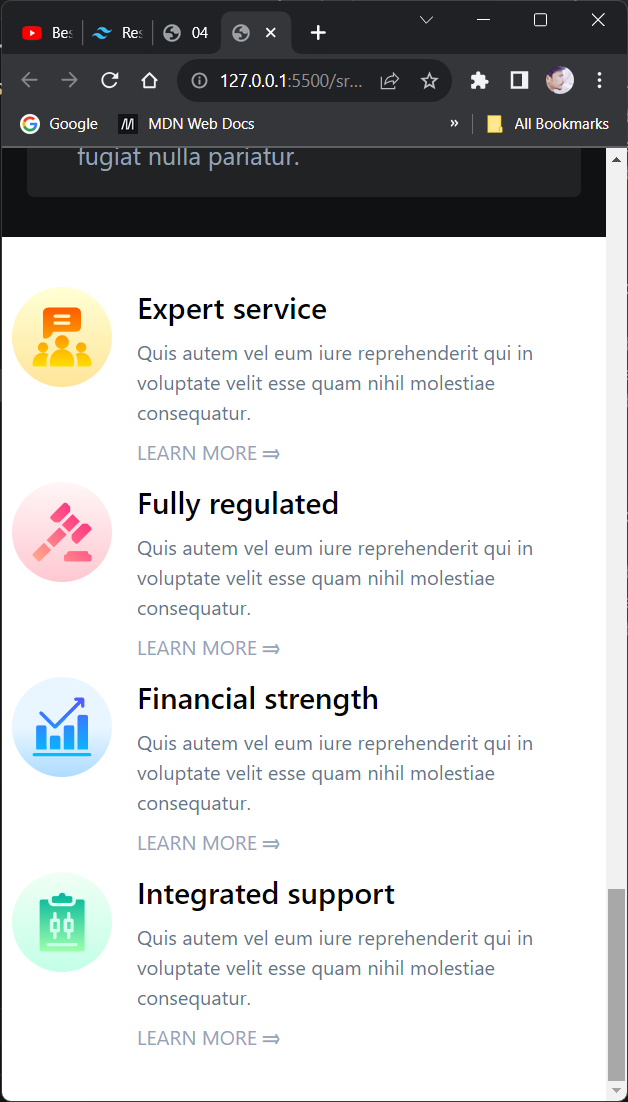 Bes
Res
04
127.0.0.1:5500/sr...
Google
MDN Web Docs
»
All Bookmarks
fugiat nulla pariatur.
Expert service
Quis autem vel eum iure reprehenderit qui in
voluptate velit esse quam nihil molestiae
consequatur.
LEARN MORE ⇒
Fully regulated
Quis autem vel eum iure reprehenderit qui in
voluptate velit esse quam nihil molestiae
consequatur.
LEARN MORE ⇒
Financial strength
Quis autem vel eum iure reprehenderit qui in
voluptate velit esse quam nihil molestiae
consequatur.
LEARN MORE ⇒
Integrated support
Quis autem vel eum iure reprehenderit qui in
voluptate velit esse quam nihil molestiae
consequatur.
LEARN MORE ⇒